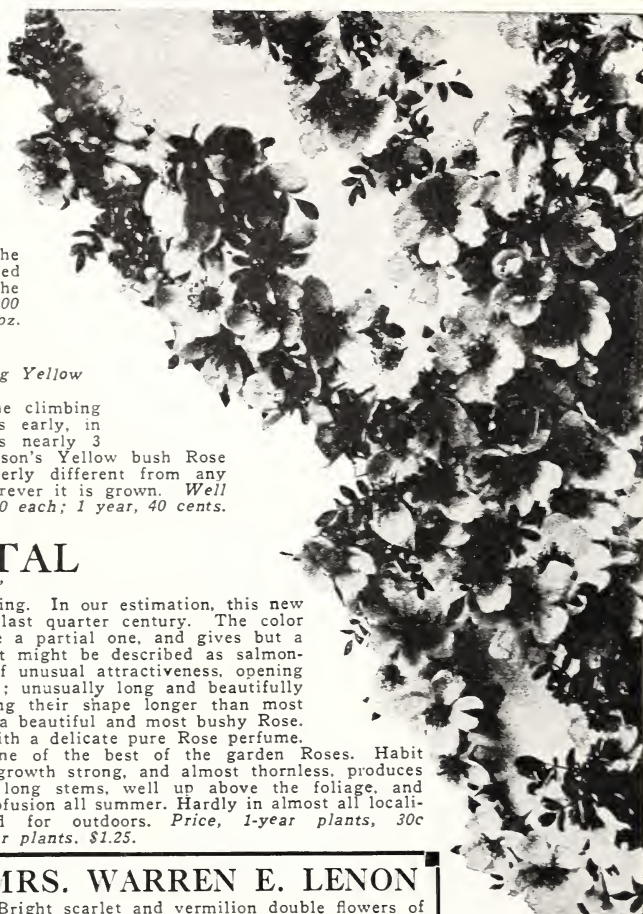 he
ed
he
00
oz.
g Yellow
e climbing
s early, in
s nearly 3
son's Yellow bush Rose
erly different from any
rever it is grown. Well
0 each; 1 year, 40 cents.
TAL
ing. In our estimation, this new
last quarter century. The color
e a partial one, and gives but a
t might be described as salmon-
f unusual attractiveness, opening
; unusually long and beautifully
ng their shape longer than most
a beautiful and most bushy Rose.
ith a delicate pure Rose perfume.
ne of the best of the garden Roses. Habit
growth strong, and almost thornless, produces
long stems, well up above the foliage, and
ofusion all summer. Hardly in almost all locali-
d for outdoors. Price, 1-year plants, 30c
r plants, $1.25.
MRS. WARREN E. LENON
Bright scarlet and vermilion double flowers of